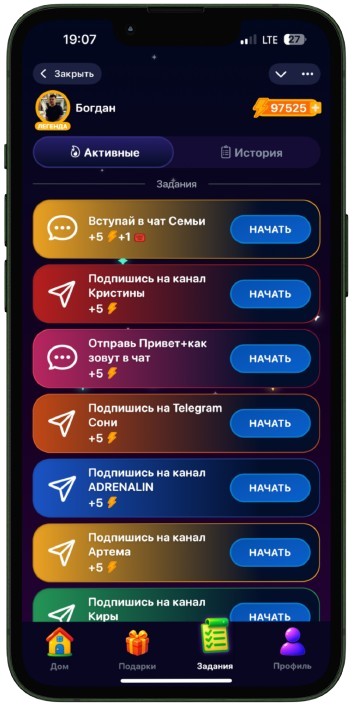 19:07
LTE 27
Закрыть
Богдан
97525
ЛЕГЕНДА
Активные
История
Задания
Вступай в чат Семьи
+5 +1
НАЧАТЬ
Подпишись на канал
Кристины
+5
НАЧАТЬ
Отправь Привет+как
зовут в чат
+5
НАЧАТЬ
Подпишись на Telegram
Сони
+5
НАЧАТЬ
Подпишись на канал
ADRENALIN
+5
НАЧАТЬ
Подпишись на канал
Артема
+5
НАЧАТЬ
Подпишись на канал
Киры
НАЧАТЬ
Дом
Подарки
Задания
Профиль